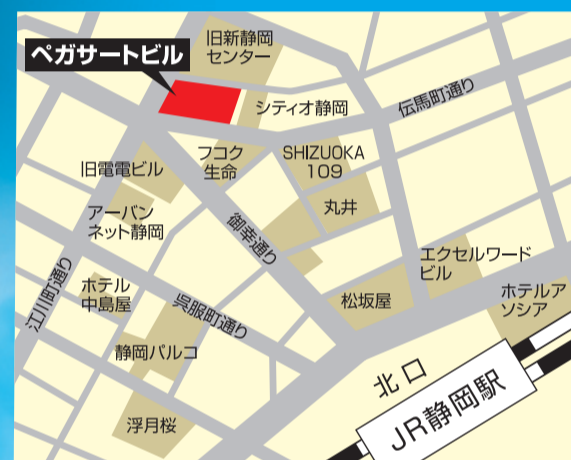 旧新静岡
センター
ペガサートビル
シティオ静岡
伝馬町通り
フコク
生命
SHIZUOKA
109
旧電電ビル
丸井
アーバン
ネット静岡
御幸通り
エクセルワード
ビル
江川町通り
ホテル
中島屋
呉服町通り
松坂屋
ホテルア
ソシア
静岡パルコ
北口
JR静岡駅
浮月桜